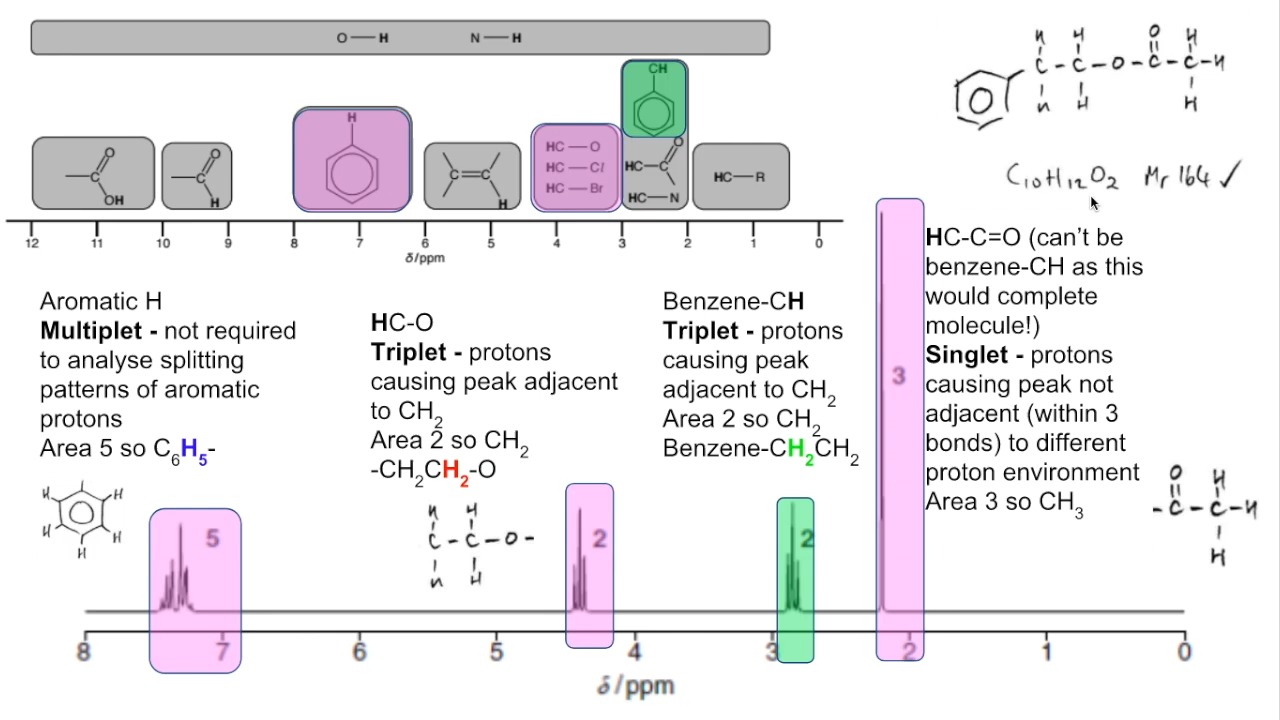 O — H N — H
CH
H
HC — O
HC — Cl
HC — Br
O
C
OH
O
C
H
C=C
H
O
HC—C
HC—N
HC—R
12 11 10 9 8 7 6 5 4 3 2 1 0
δ/ppm
H H O H
C - C - O - C - C - H
H H H
C10H12O2 Mr 164 ✓
Aromatic H
Multiplet - not required
to analyse splitting
patterns of aromatic
protons
Area 5 so C6H5-
HC-O
Triplet - protons
causing peak adjacent
to CH2
Area 2 so CH2
-CH2CH2-O
Benzene-CH
Triplet - protons
causing peak
adjacent to CH2
Area 2 so CH2
Benzene-CH2CH2
HC-C=O (can't be
benzene-CH as this
would complete
molecule!)
Singlet - protons
causing peak not
adjacent (within 3
bonds) to different
proton environment
Area 3 so CH3
H H
H H
H
H H
C - C - O -
H H
O H
- C - C - H
H
5
2
2
3
8 7 6 5 4 3 2 1 0
δ/ppm